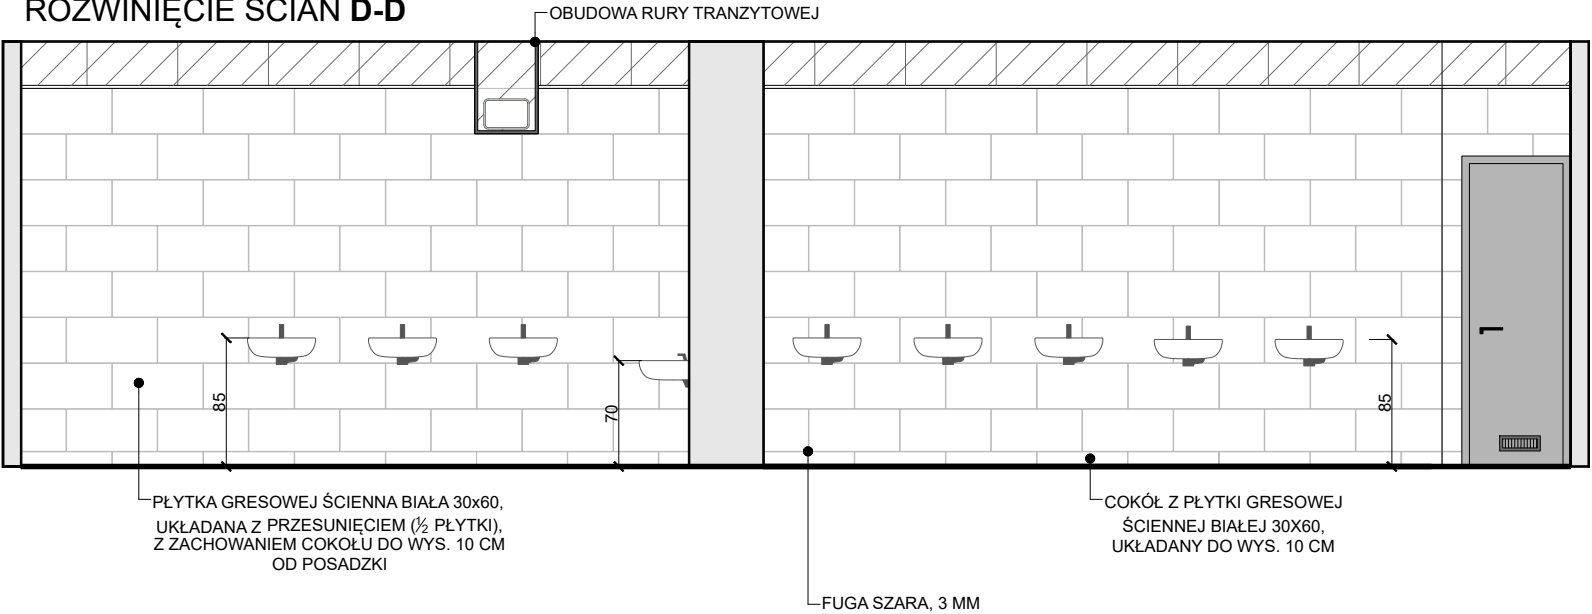 ROZWINIĘCIE ŚCIAN D-D
OBUDOWA RURY TRANZYTOWEJ
85
70
85
PŁYTKA GRESOWEJ ŚCIENNA BIAŁA 30x60,
UKŁADANA Z PRZESUNIĘCIEM (½ PŁYTKI),
Z ZACHOWANIEM COKOŁU DO WYS. 10 CM
OD POSADZKI
COKÓŁ Z PŁYTKI GRESOWEJ
ŚCIENNEJ BIAŁEJ 30X60,
UKŁADANY DO WYS. 10 CM
FUGA SZARA, 3 MM